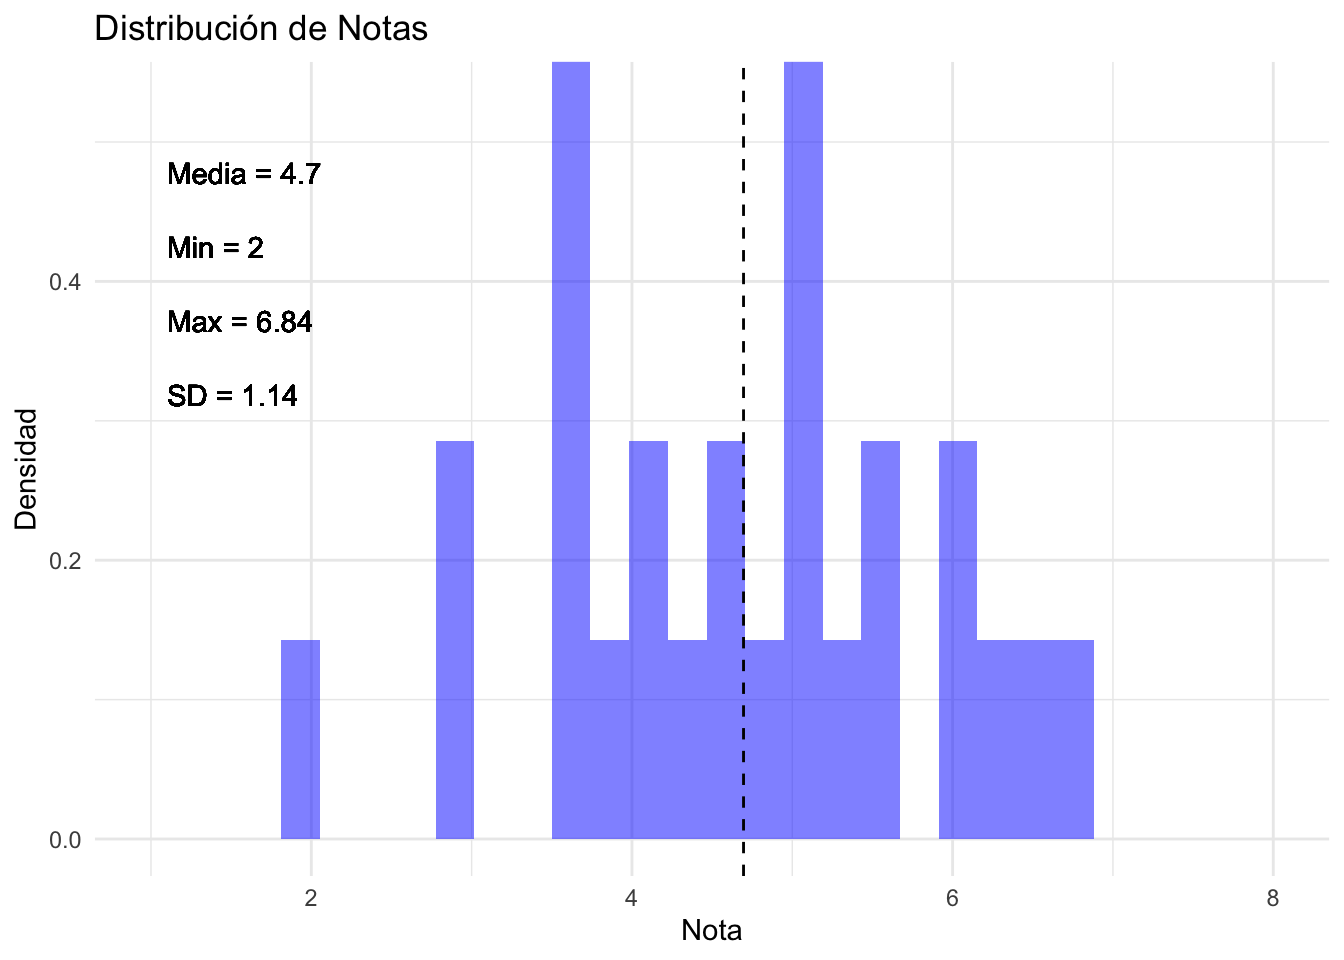 Distribución de Notas
Media = 4.7
Min = 2
Max = 6.84
SD = 1.14
Densidad
0.4
0.2
0.0
2
4
6
8
Nota